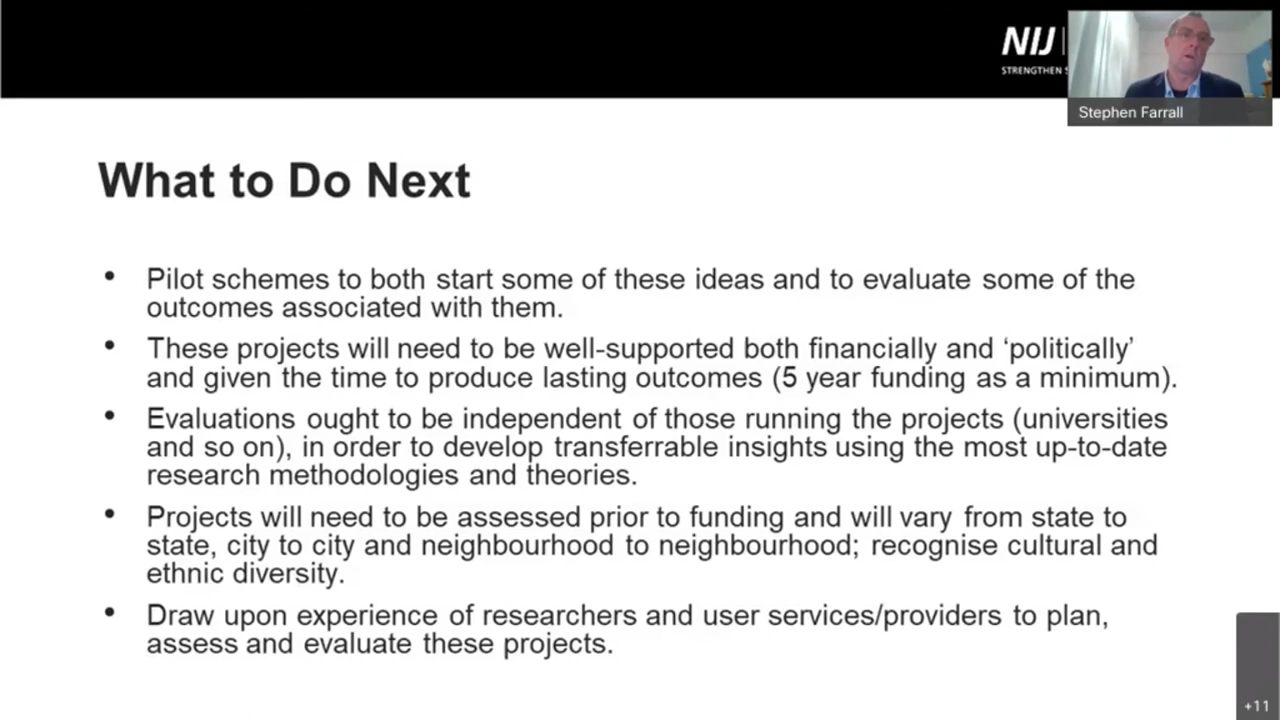 NIJ
STRENGTHEN
Stephen Farrall
What to Do Next
• Pilot schemes to both start some of these ideas and to evaluate some of the
outcomes associated with them.
• These projects will need to be well-supported both financially and ‘politically’
and given the time to produce lasting outcomes (5 year funding as a minimum).
• Evaluations ought to be independent of those running the projects (universities
and so on), in order to develop transferrable insights using the most up-to-date
research methodologies and theories.
• Projects will need to be assessed prior to funding and will vary from state to
state, city to city and neighbourhood to neighbourhood; recognise cultural and
ethnic diversity.
• Draw upon experience of researchers and user services/providers to plan,
assess and evaluate these projects.
+11